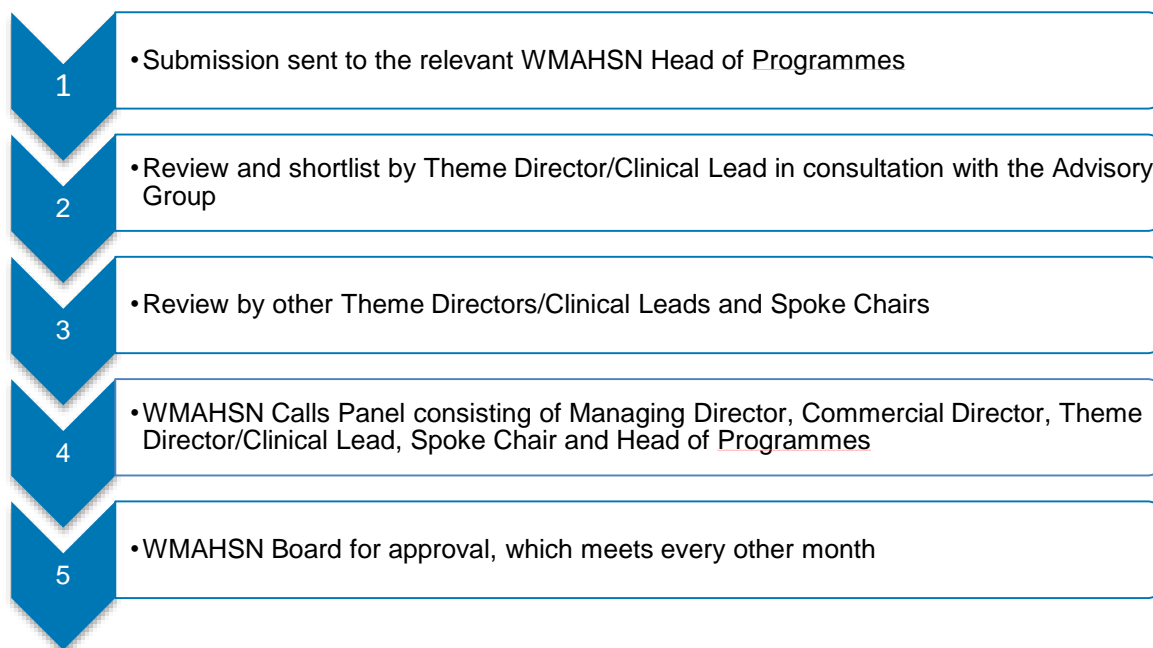 1
•Submission sent to the relevant WMAHSN Head of Programmes
2
•Review and shortlist by Theme Director/Clinical Lead in consultation with the Advisory
Group
3
•Review by other Theme Directors/Clinical Leads and Spoke Chairs
4
•WMAHSN Calls Panel consisting of Managing Director, Commercial Director, Theme
Director/Clinical Lead, Spoke Chair and Head of Programmes
5
•WMAHSN Board for approval, which meets every other month